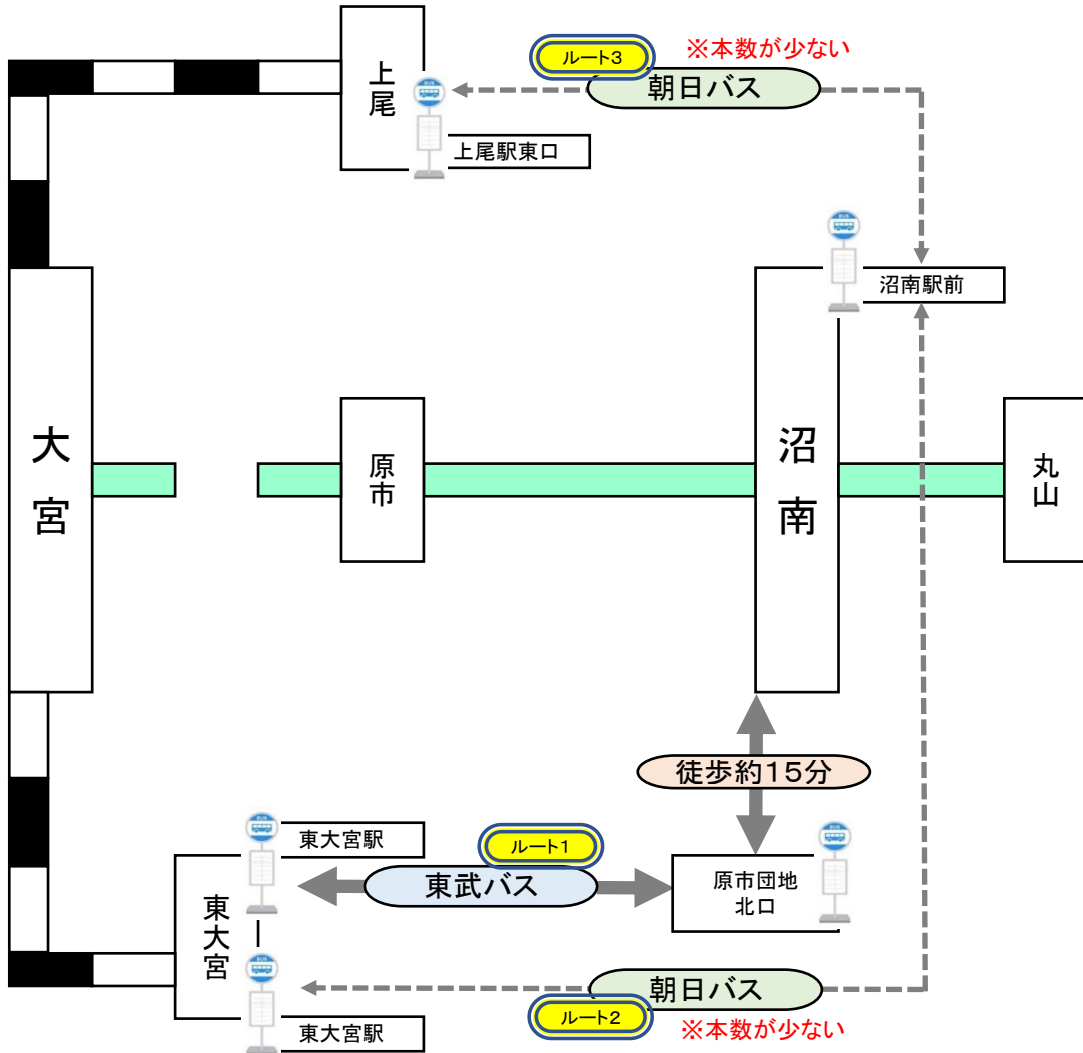 ルート3
※本数が少ない
朝日バス
上尾
上尾駅東口
沼南駅前
大宮
原市
沼南
丸山
徒歩約15分
東大宮駅
ルート1
東武バス
原市団地
北口
東大宮
朝日バス
ルート2
※本数が少ない
東大宮駅